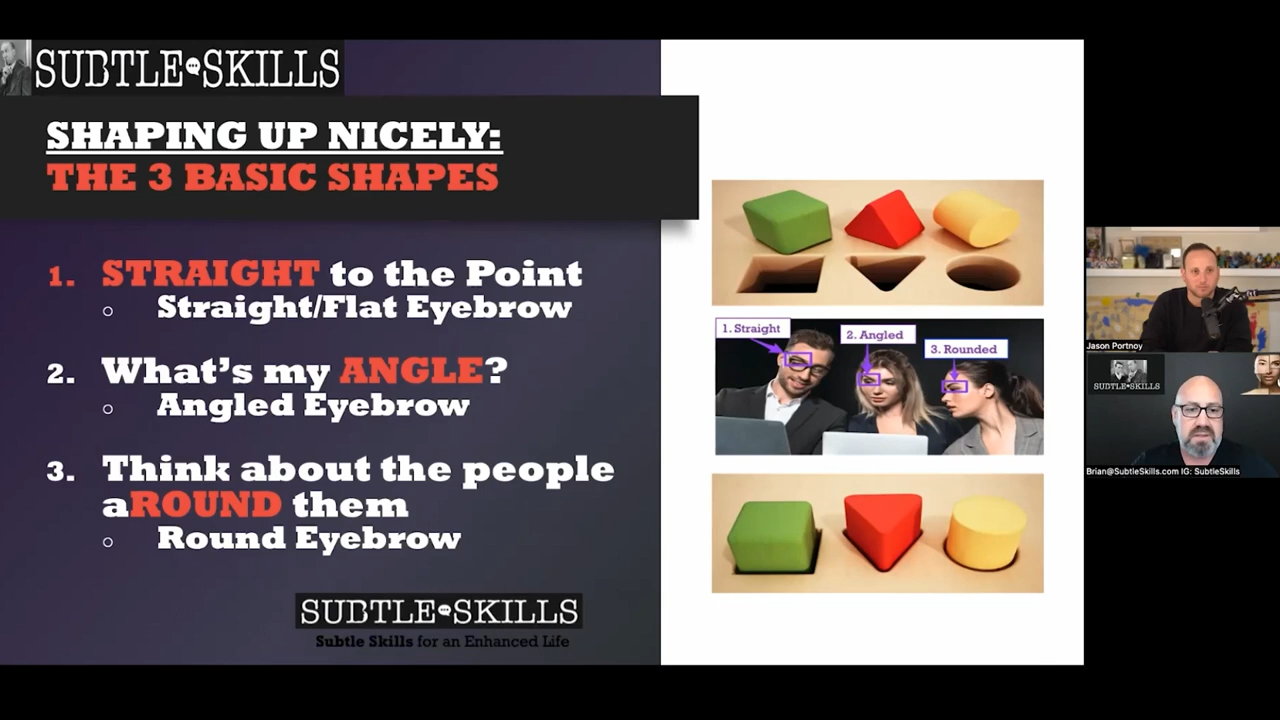 SUBTLE SKILLS
SHAPING UP NICELY:
THE 3 BASIC SHAPES
1. STRAIGHT to the Point
○ Straight/Flat Eyebrow
2. What's my ANGLE?
○ Angled Eyebrow
3. Think about the people
aROUND them
○ Round Eyebrow
SUBTLE SKILLS
Subtle Skills for an Enhanced Life
1. Straight
2. Angled
3. Rounded
Jason Portnoy
SUBTLE SKILLS
Brian@SubtleSkills.com IG: SubtleSkills